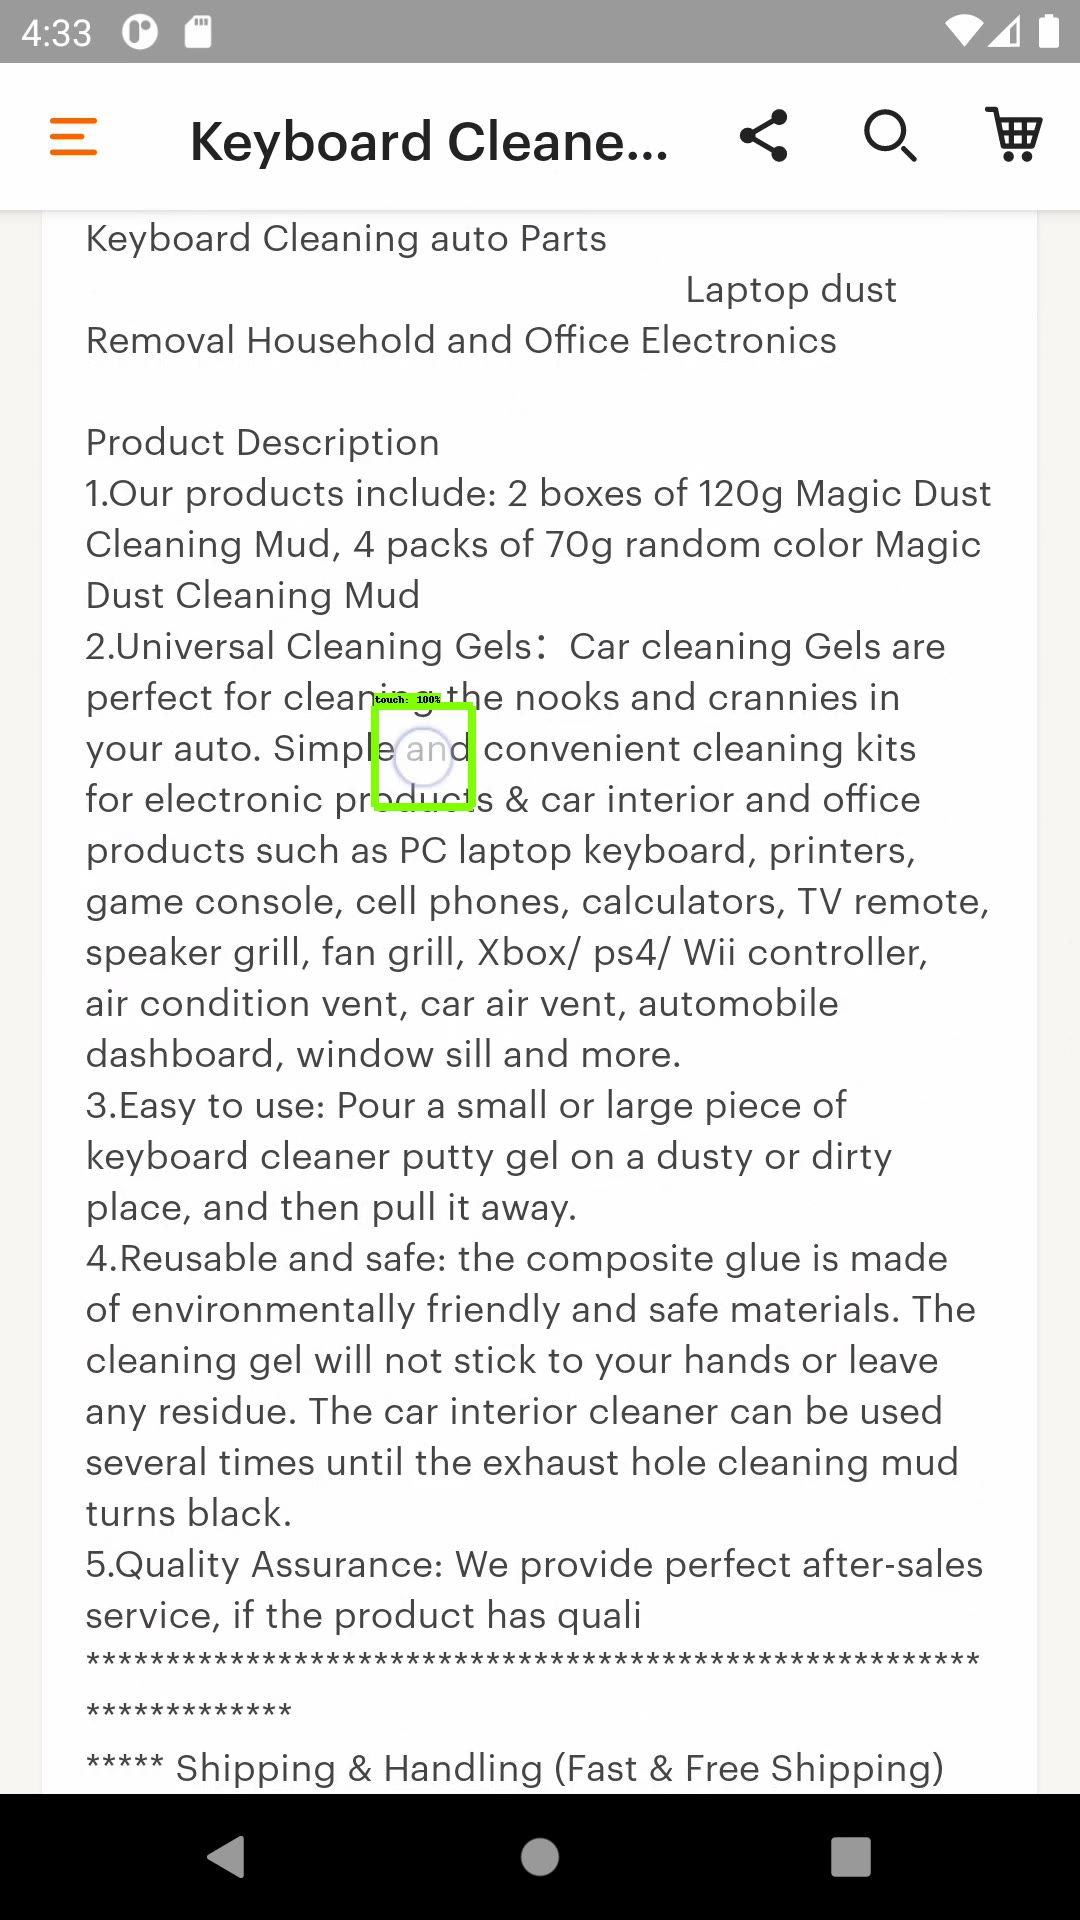 4:33
Keyboard Cleane...
Keyboard Cleaning auto Parts
Laptop dust
Removal Household and Office Electronics
Product Description
1.Our products include: 2 boxes of 120g Magic Dust
Cleaning Mud, 4 packs of 70g random color Magic
Dust Cleaning Mud
2.Universal Cleaning Gels：Car cleaning Gels are
perfect for cleaning the nooks and crannies in
touch: 100%
your auto. Simple and convenient cleaning kits
for electronic products & car interior and office
products such as PC laptop keyboard, printers,
game console, cell phones, calculators, TV remote,
speaker grill, fan grill, Xbox/ ps4/ Wii controller,
air condition vent, car air vent, automobile
dashboard, window sill and more.
3.Easy to use: Pour a small or large piece of
keyboard cleaner putty gel on a dusty or dirty
place, and then pull it away.
4.Reusable and safe: the composite glue is made
of environmentally friendly and safe materials. The
cleaning gel will not stick to your hands or leave
any residue. The car interior cleaner can be used
several times until the exhaust hole cleaning mud
turns black.
5.Quality Assurance: We provide perfect after-sales
service, if the product has quali
********************************************************
*************
***** Shipping & Handling (Fast & Free Shipping)